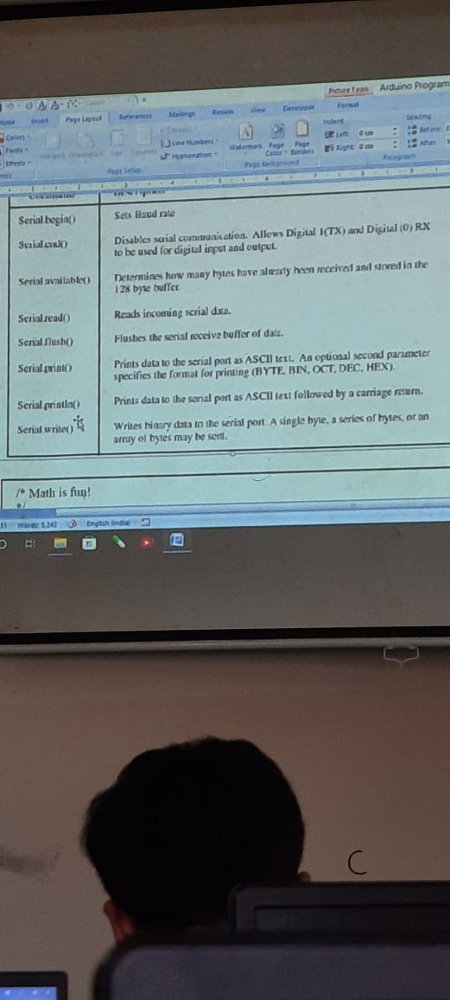 Picture Tools Arduino Program
Insert Page Layout References Mailings Review View Developer Format
Colors
Fonts
Effects
Margins Orientation Size Columns
Breaks
Line Numbers
Hyphenation
Page Setup
Watermark Page Color Page Borders
Page Background
Indent
Left: 0 cm
Right: 0 cm
Spacing
Before:
After:
Paragraph
Command Description
Serial.begin() Sets Baud rate
Serial.end() Disables serial communication. Allows Digital 1(TX) and Digital (0) RX
to be used for digital input and output.
Serial.available() Determines how many bytes have already been received and stored in the
128 byte buffer.
Serial.read() Reads incoming serial data.
Serial.flush() Flushes the serial receive buffer of data.
Serial.print() Prints data to the serial port as ASCII text. An optional second parameter
specifies the format for printing (BYTE, BIN, OCT, DEC, HEX).
Serial.println() Prints data to the serial port as ASCII text followed by a carriage return.
Serial.write() Writes binary data to the serial port. A single byte, a series of bytes, or an
array of bytes may be sent.
/* Math is fun!
*/
Words: 5,242 English (India)
C